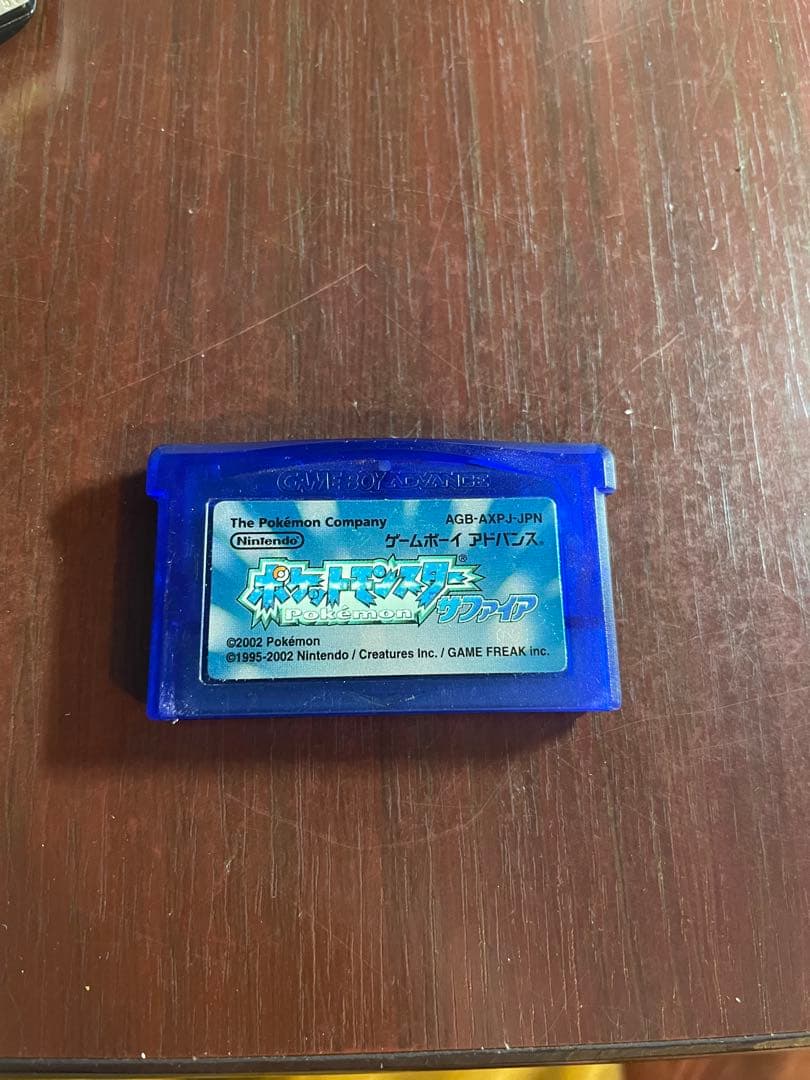 GAME BOY ADVANCE
The Pokémon Company AGB-AXPJ-JPN
Nintendo ゲームボーイ アドバンス®
ポケットモンスター®
Pokémon サファイア
©2002 Pokémon
©1995-2002 Nintendo / Creatures Inc. / GAME FREAK inc.